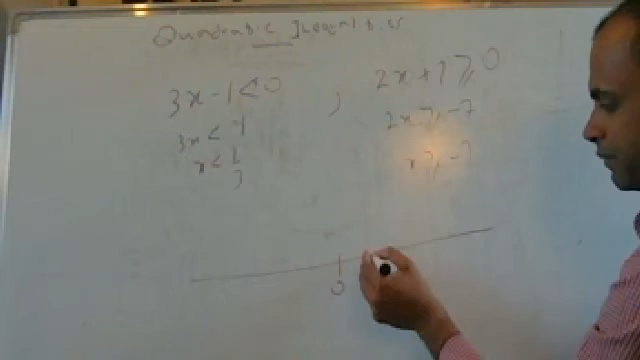 Quadratic Inequalities
3x - 1 < 0 , 2x + 7 ≥ 0
3x < 1 2x ≥ -7
x < 1/3 x ≥ -7
0